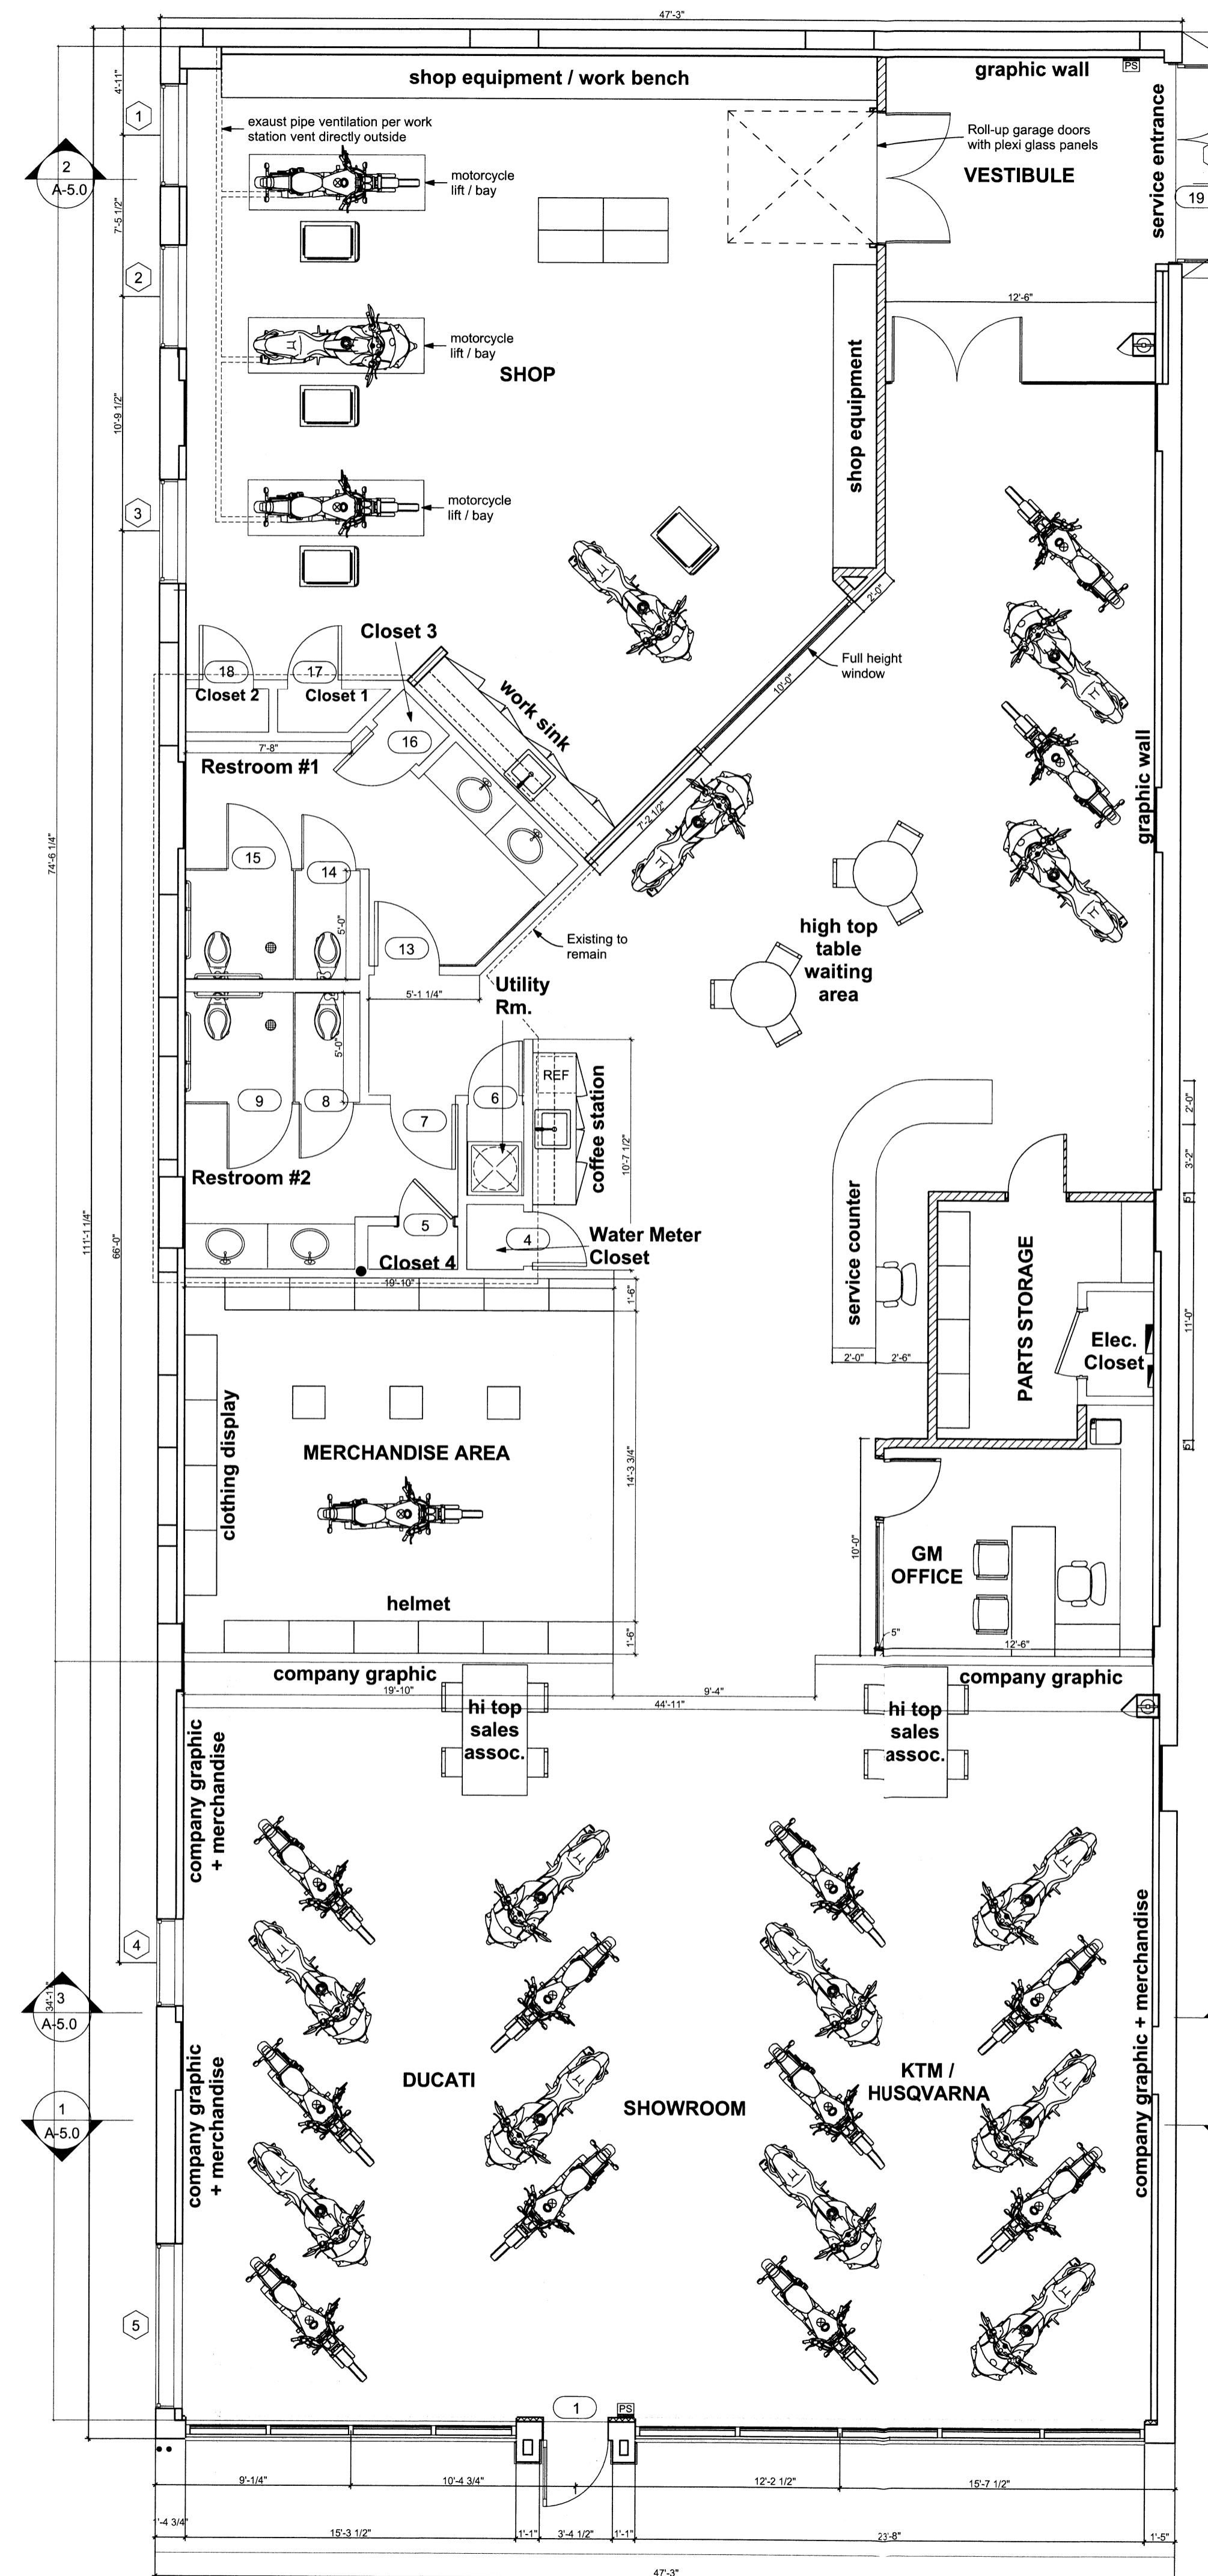 47'-3"
shop equipment / work bench
graphic wall
PS
4'-11"
1
exaust pipe ventilation per work
station vent directly outside
Roll-up garage doors
with plexi glass panels
VESTIBULE
service entrance
19
2
A-5.0
motorcycle
lift / bay
7'-5 1/2"
2
12'-6"
motorcycle
lift / bay
SHOP
shop equipment
10'-9 1/2"
3
motorcycle
lift / bay
2'-0"
Closet 3
Full height
window
10'-0"
18
17
Closet 2
Closet 1
work sink
16
7'-8"
Restroom #1
7'-2 1/2"
graphic wall
74'-6 1/4"
15
14
5'-0"
13
high top
table
waiting
area
Existing to
remain
5'-1 1/4"
Utility
Rm.
5'-0"
REF
9
8
7
6
coffee station
10'-7 1/2"
2'-0"
3'-2"
5"
Restroom #2
5
4
Water Meter
Closet
Closet 4
19'-10"
1'-6"
111'-1 1/4"
66'-0"
service counter
PARTS STORAGE
Elec.
Closet
11'-0"
2'-0"
2'-6"
5"
clothing display
MERCHANDISE AREA
14'-3 3/4"
10'-0"
GM
OFFICE
helmet
1'-6"
5"
12'-6"
company graphic
company graphic
19'-10"
9'-4"
44'-11"
hi top
sales
assoc.
hi top
sales
assoc.
company graphic
+ merchandise
4
3
A-5.0
company graphic + merchandise
1
A-5.0
company graphic
+ merchandise
DUCATI
SHOWROOM
KTM /
HUSQVARNA
5
1
PS
9'-1/4"
10'-4 3/4"
12'-2 1/2"
15'-7 1/2"
1'-4 3/4"
15'-3 1/2"
1'-1"
3'-4 1/2"
1'-1"
23'-8"
1'-5"
47'-3"